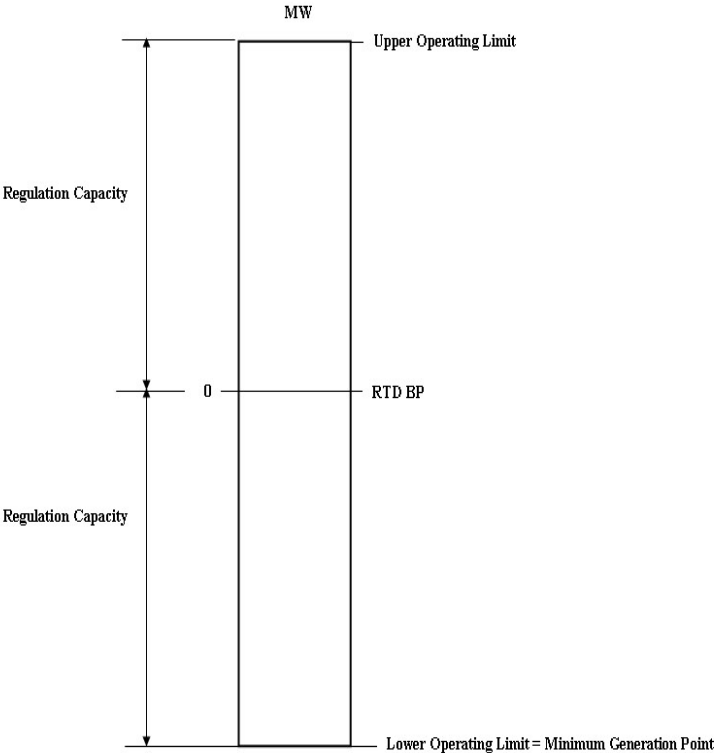 MW
Upper Operating Limit
Regulation Capacity
0 RTD BP
Regulation Capacity
Lower Operating Limit = Minimum Generation Point